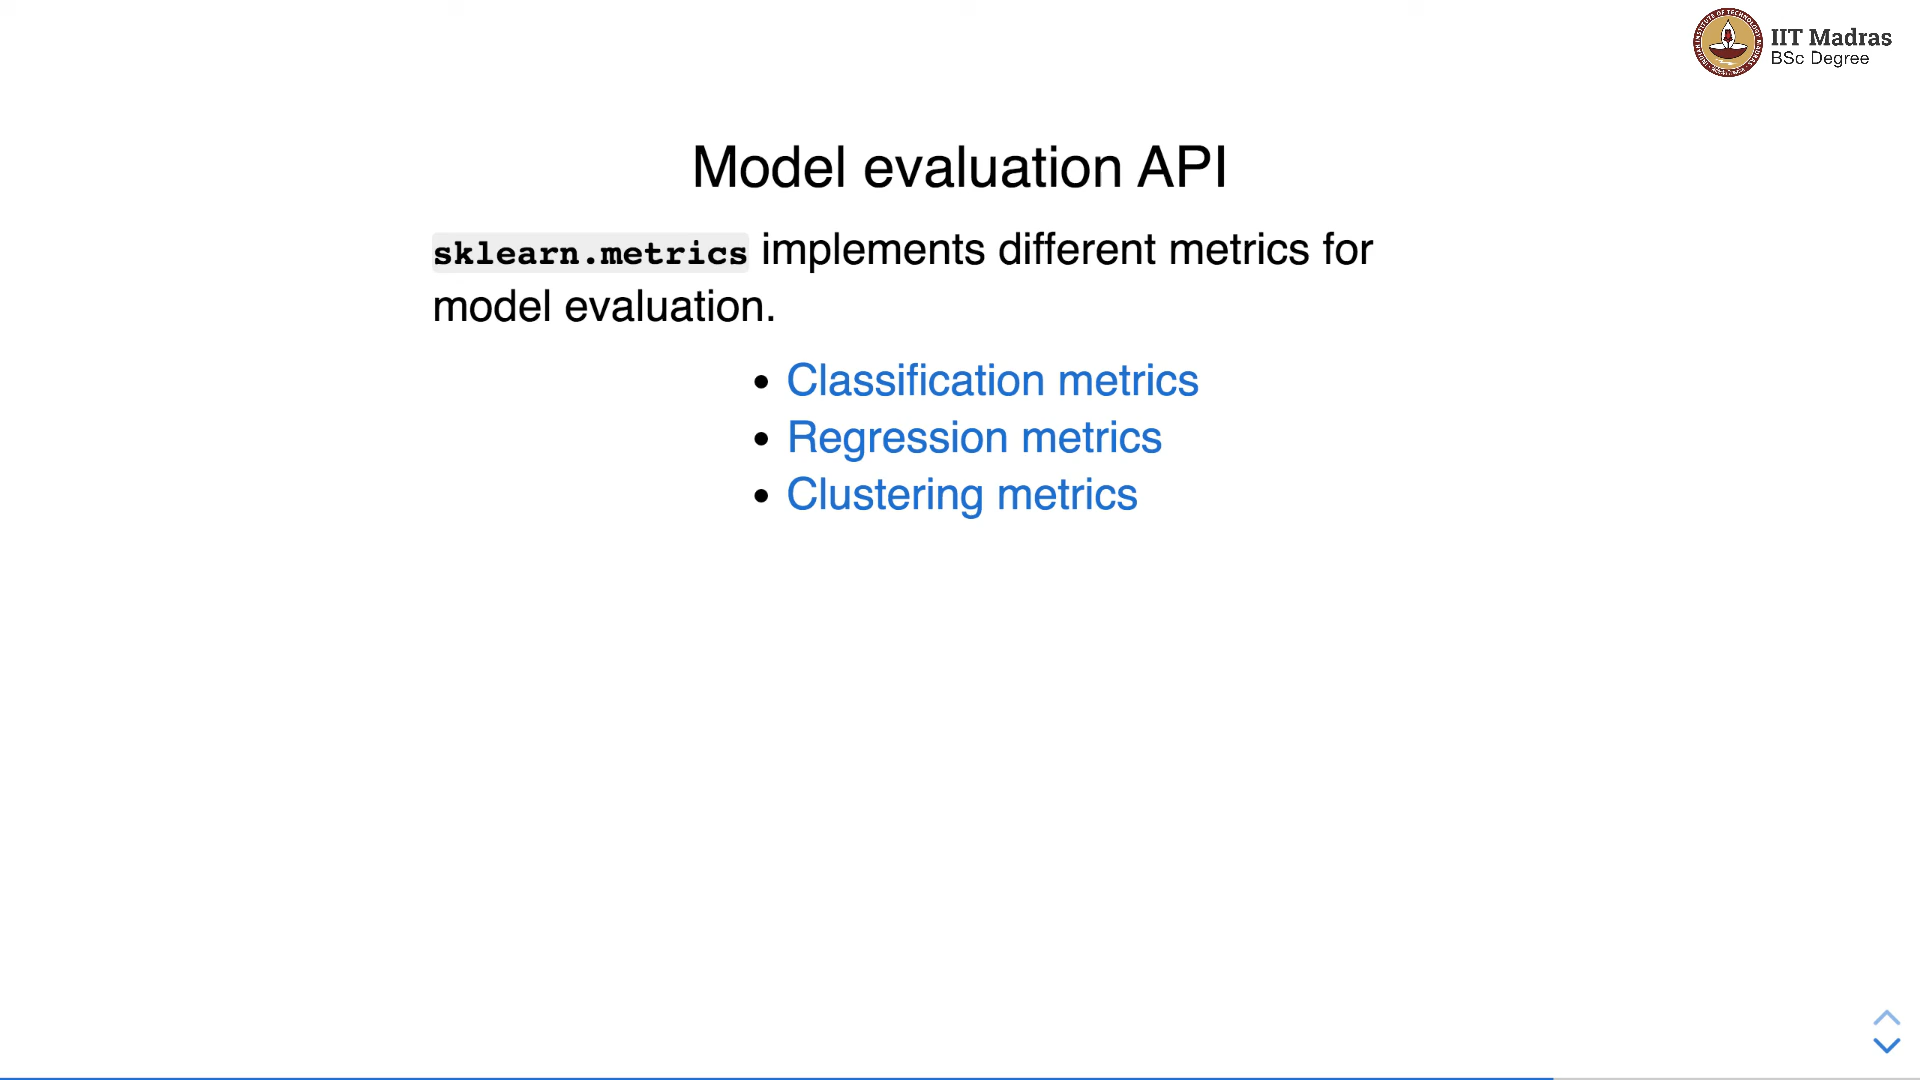 IIT Madras
BSc Degree
Model evaluation API
sklearn.metrics implements different metrics for
model evaluation.
• Classification metrics
• Regression metrics
• Clustering metrics